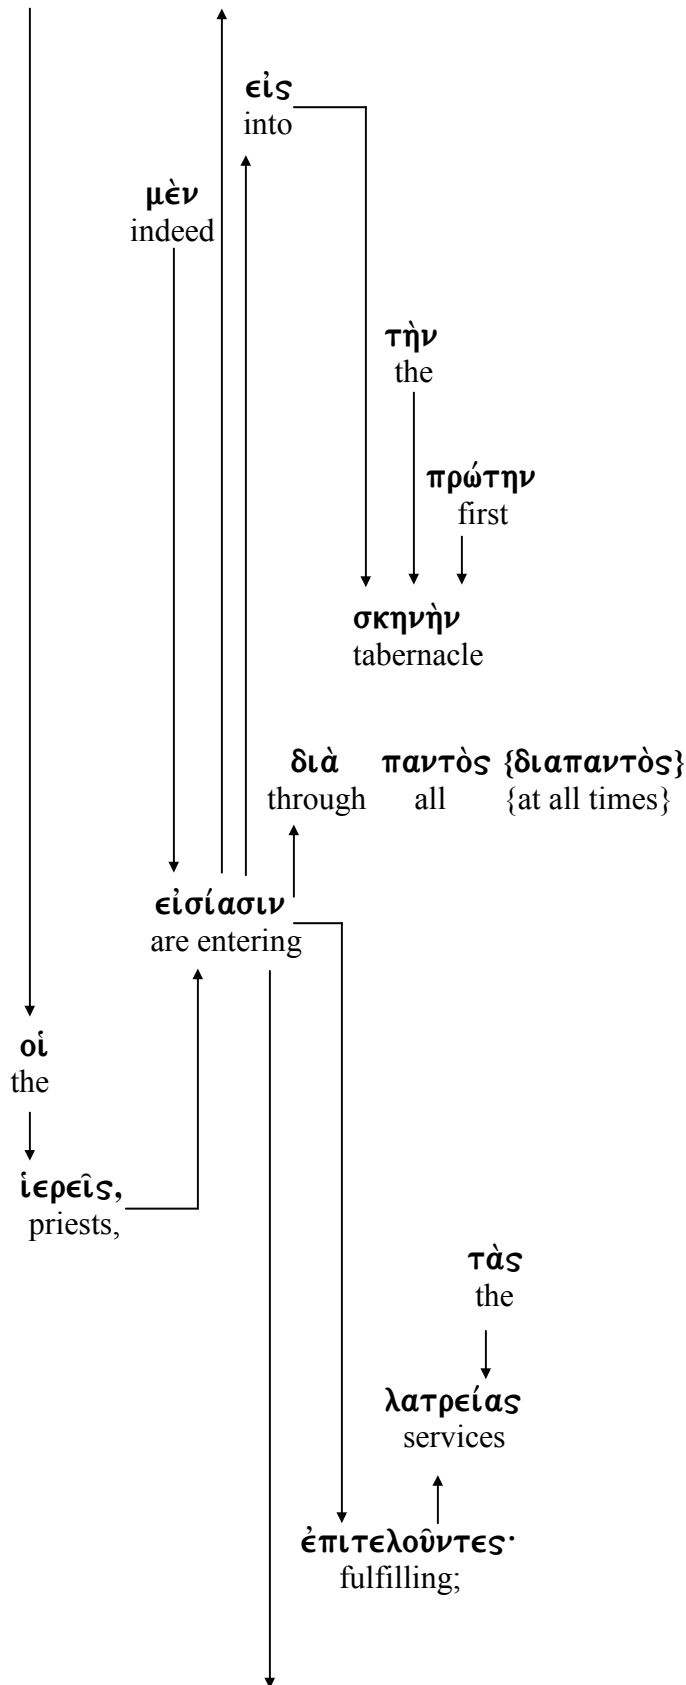 εἰς
into
μὲν
indeed
τὴν
the
πρώτην
first
σκηνὴν
tabernacle
διὰ παντὸς {διαπαντὸς}
through all {at all times}
εἰσίασιν
are entering
οἱ
the
ἱερεῖς,
priests,
τὰς
the
λατρείας
services
ἐπιτελοῦντες·
fulfilling;